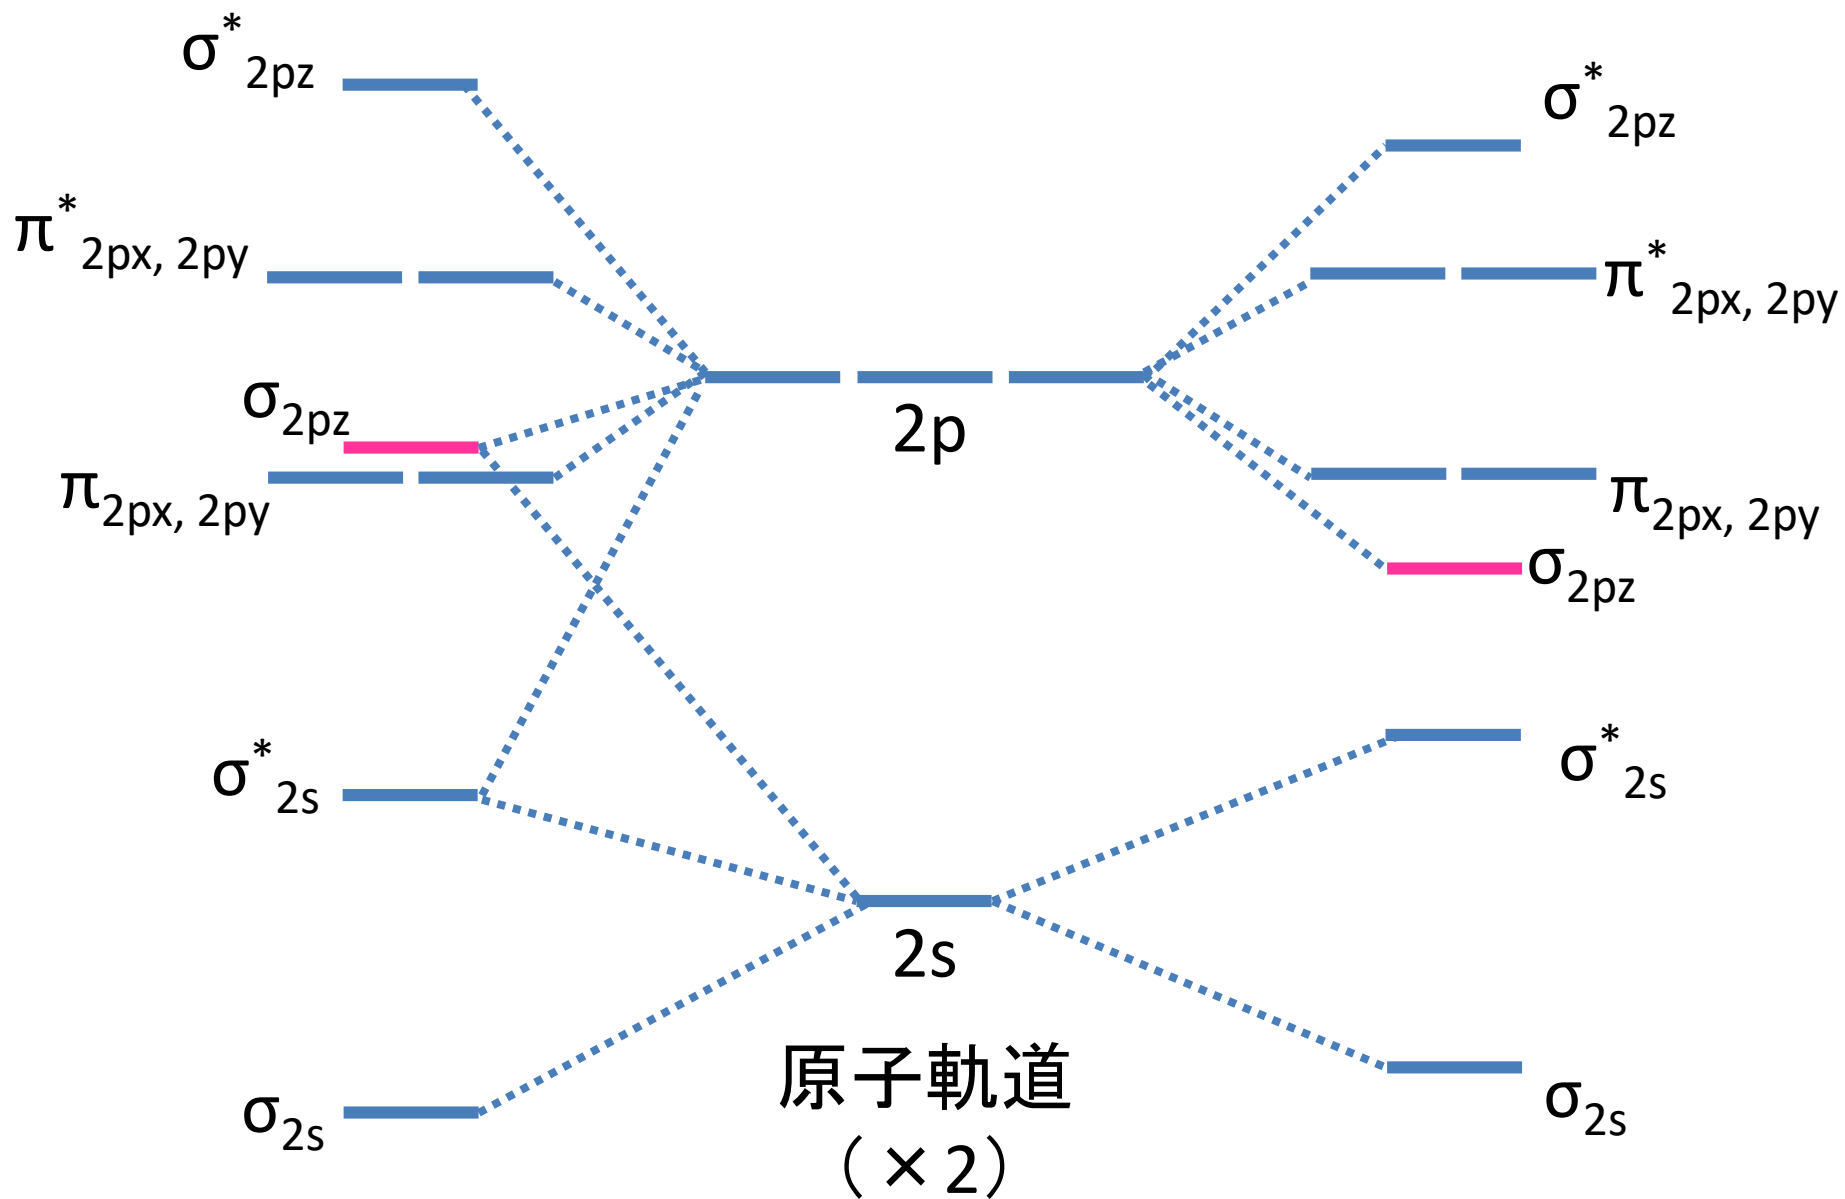 σ*2pz
π*2px, 2py
σ2pz
π2px, 2py
σ*2s
σ2s
2p
2s
原子軌道
（×2）
σ*2pz
π*2px, 2py
π2px, 2py
σ2pz
σ*2s
σ2s